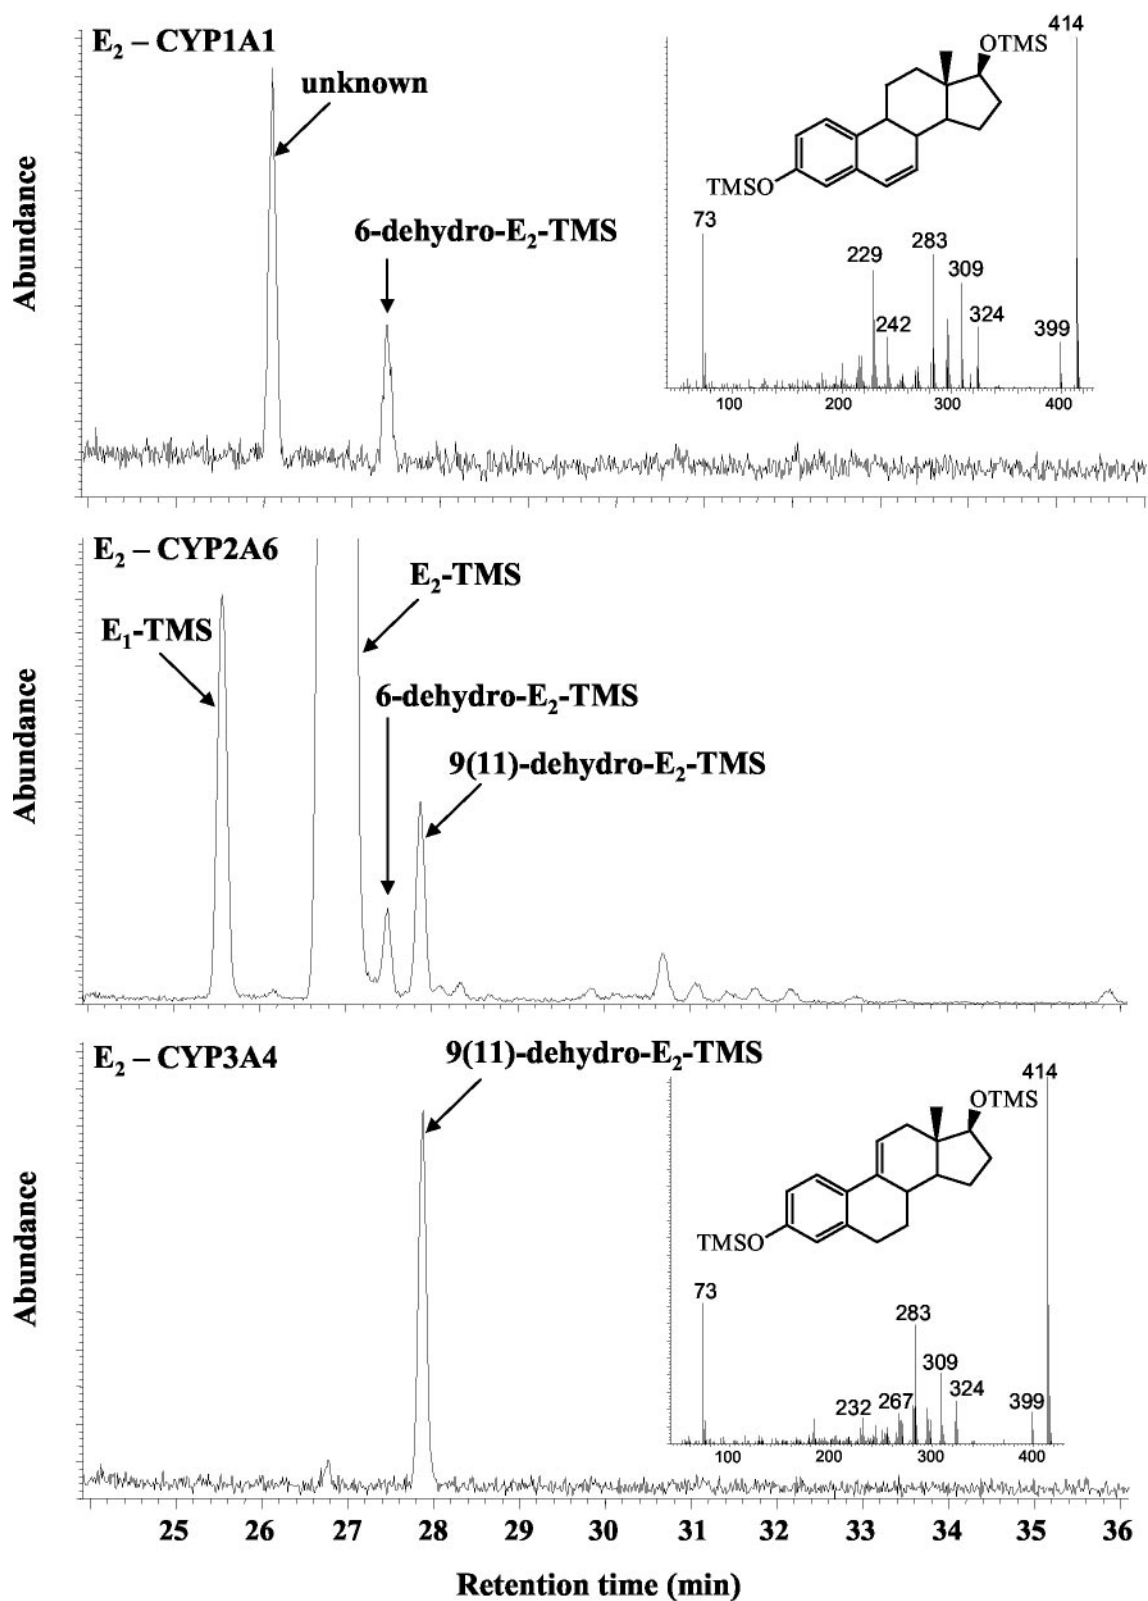 E₂ – CYP1A1
unknown
6-dehydro-E₂-TMS
Abundance
414
OTMS
TMSO
73
229
283
309
242
324
399
100 200 300 400
E₂ – CYP2A6
E₂-TMS
E₁-TMS
6-dehydro-E₂-TMS
9(11)-dehydro-E₂-TMS
Abundance
E₂ – CYP3A4
9(11)-dehydro-E₂-TMS
Abundance
414
OTMS
TMSO
73
283
309
232
267
324
399
100 200 300 400
25 26 27 28 29 30 31 32 33 34 35 36
Retention time (min)